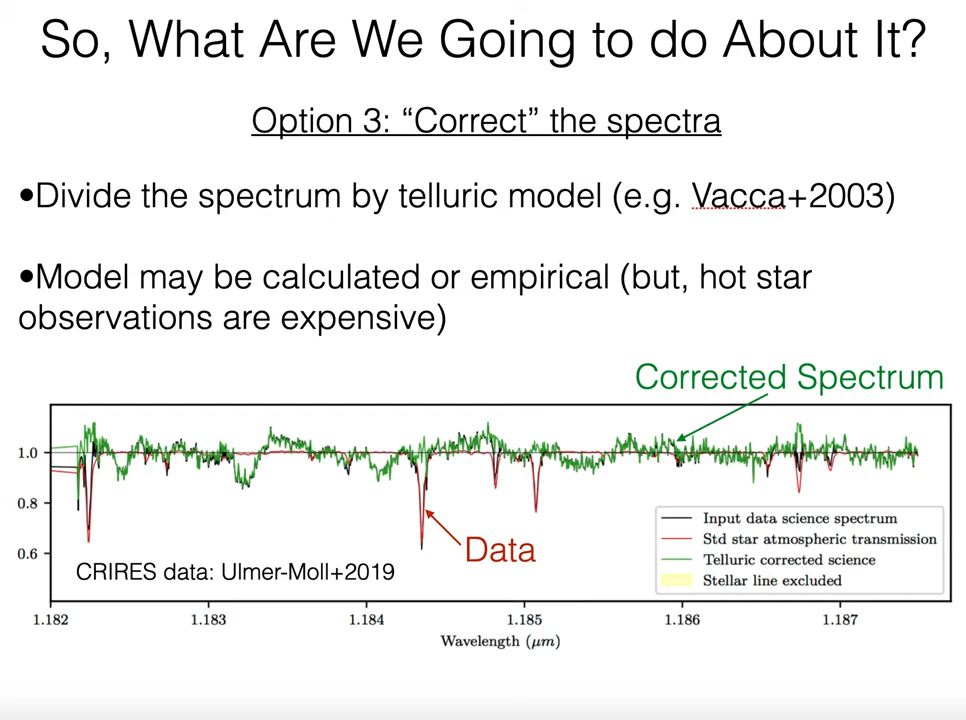 So, What Are We Going to do About It?
Option 3: “Correct” the spectra
•Divide the spectrum by telluric model (e.g. Vacca+2003)
•Model may be calculated or empirical (but, hot star
observations are expensive)
Corrected Spectrum
1.0
0.8
0.6
Data
CRIRES data: Ulmer-Moll+2019
Input data science spectrum
Std star atmospheric transmission
Telluric corrected science
Stellar line excluded
1.182 1.183 1.184 1.185 1.186 1.187
Wavelength (μm)